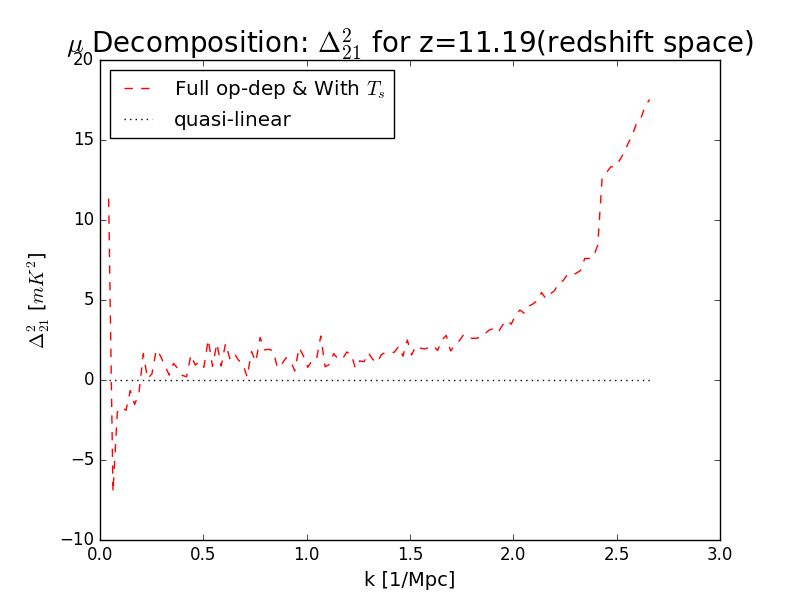 μ Decomposition: Δ²₂₁ for z=11.19(redshift space)
20
Full op-dep & With Tₛ
quasi-linear
15
10
5
0
−5
−10
Δ²₂₁ [mK²]
0.0 0.5 1.0 1.5 2.0 2.5 3.0
k [1/Mpc]